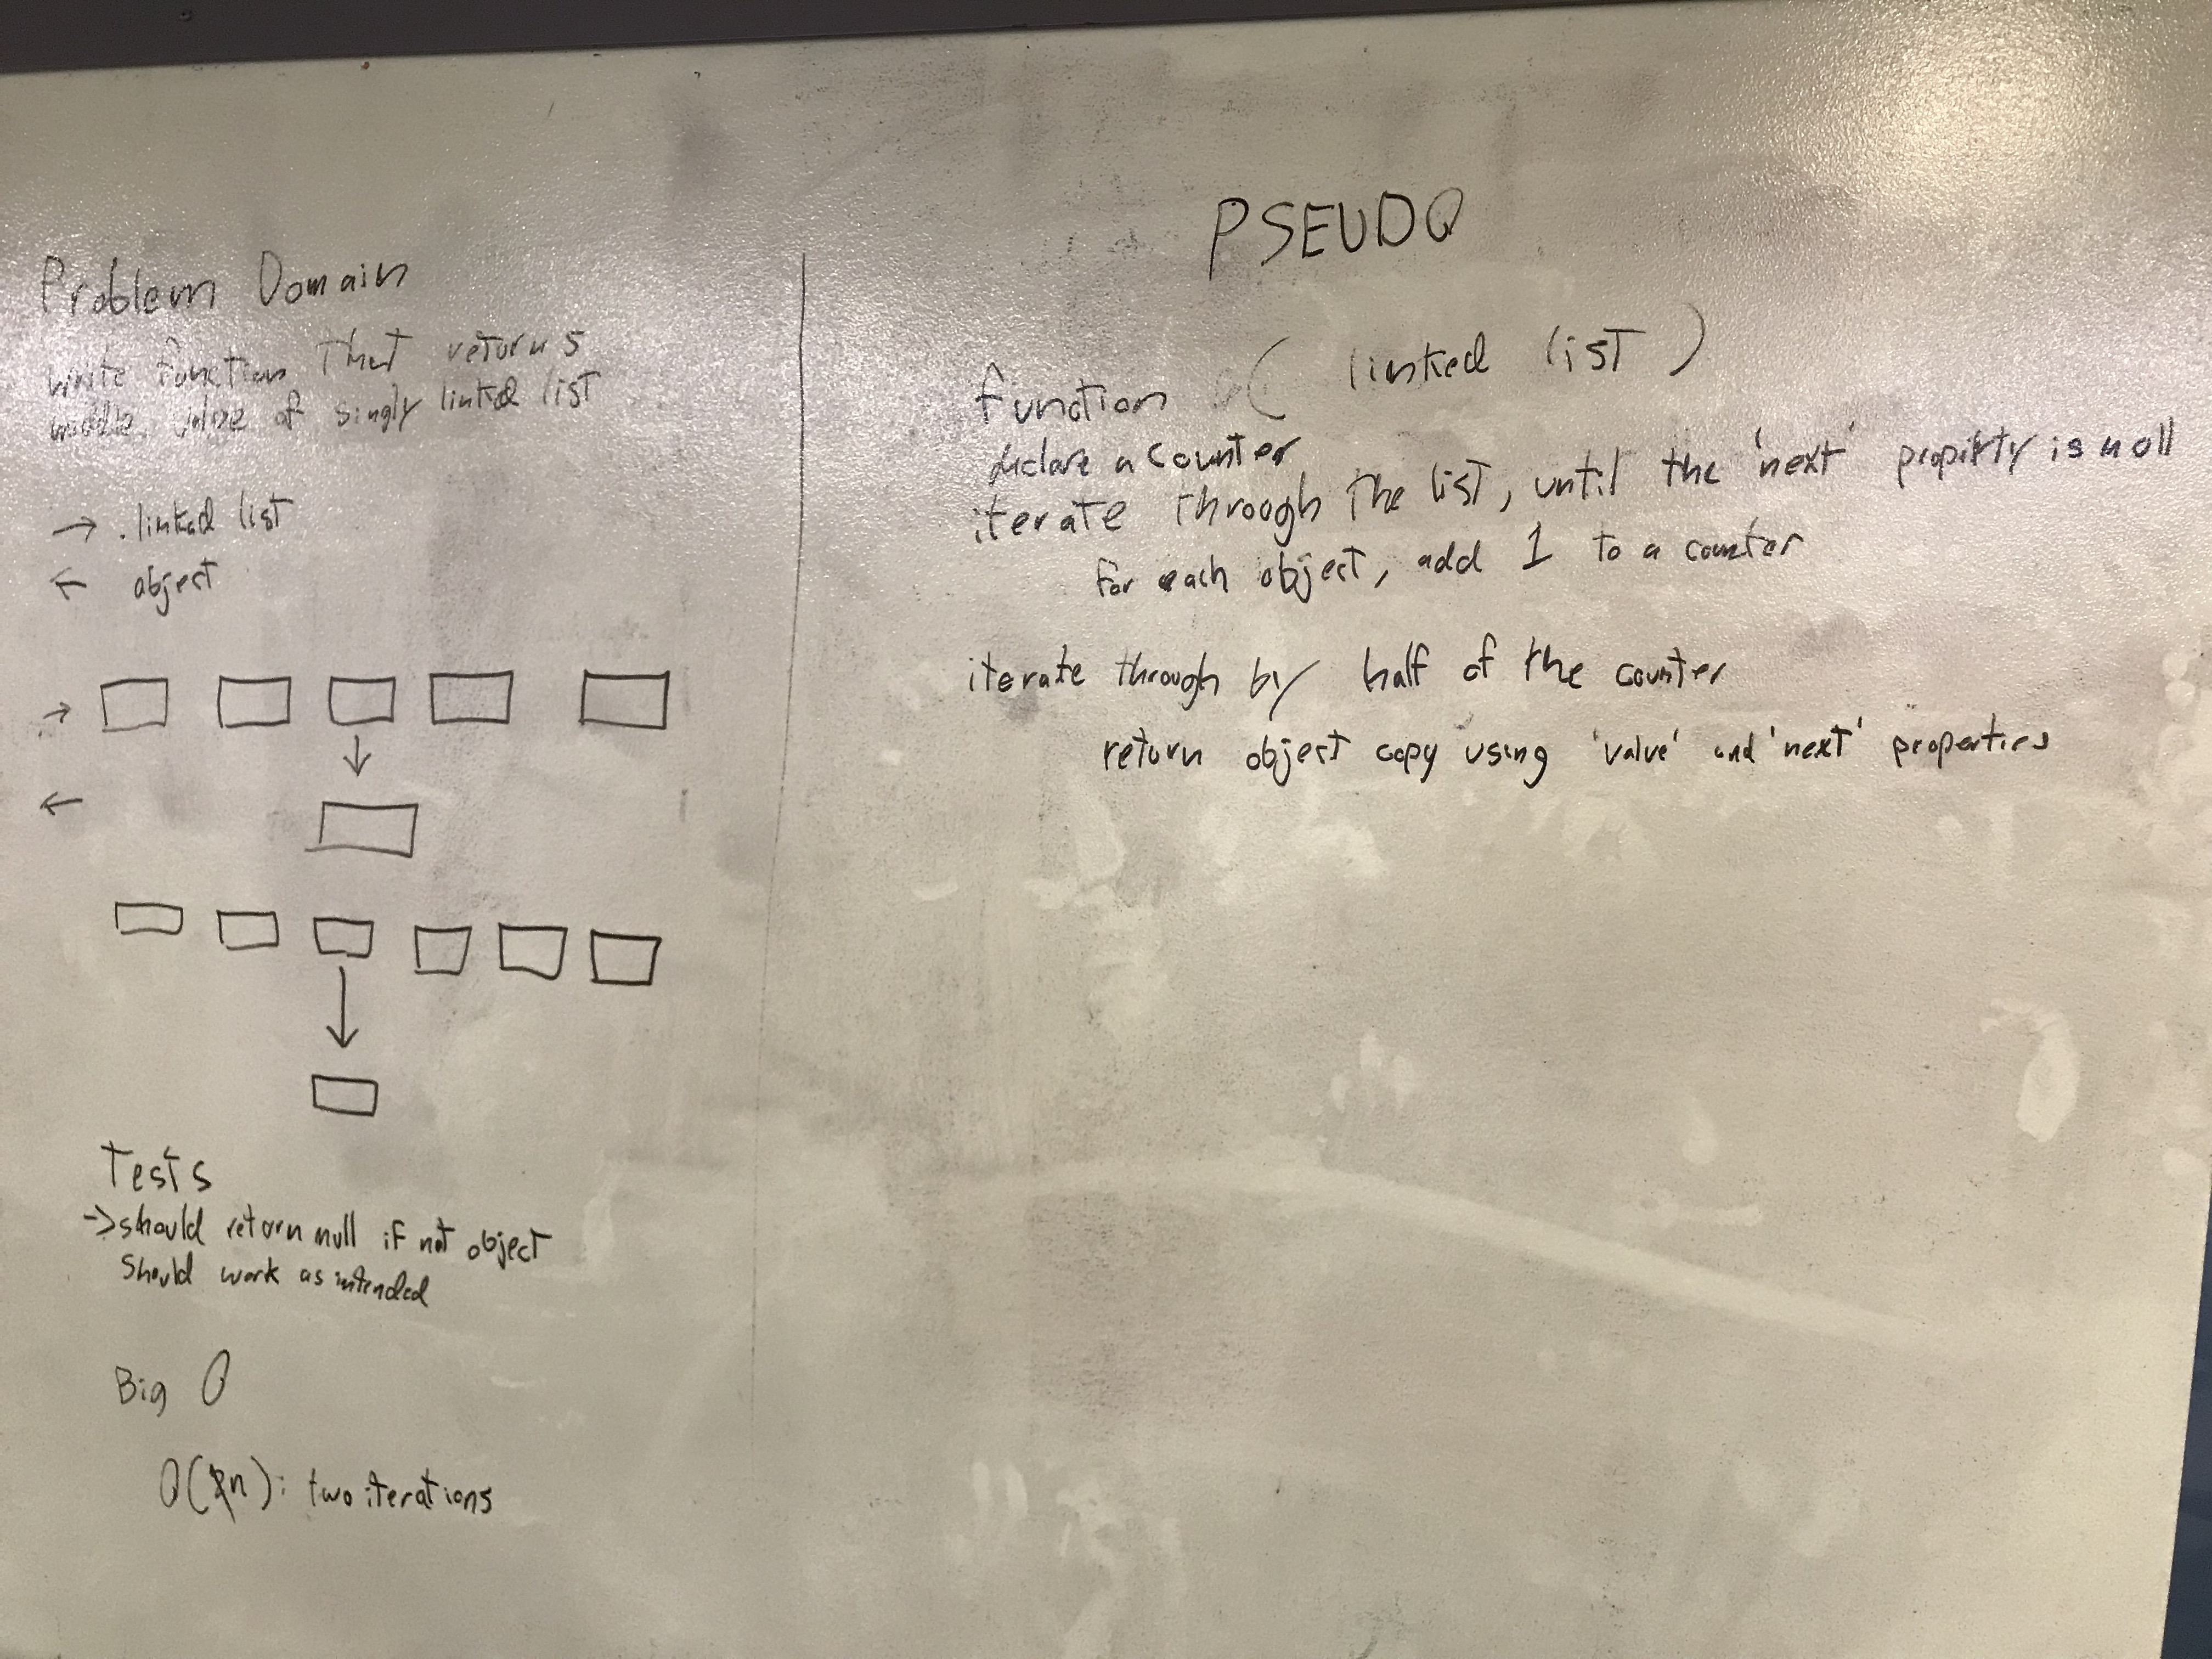 Problem Domain
write function that returns
middle value of singly linked list
→ .linked list
← object
→
←
Tests
→ should return null if not object
should work as intended
Big O
O(n): two iterations
PSEUDO
function ( linked list )
declare a counter
iterate through the list, until the 'next' property is null
for each object, add 1 to a counter
iterate through by half of the counter
return object copy using 'value' and 'next' properties